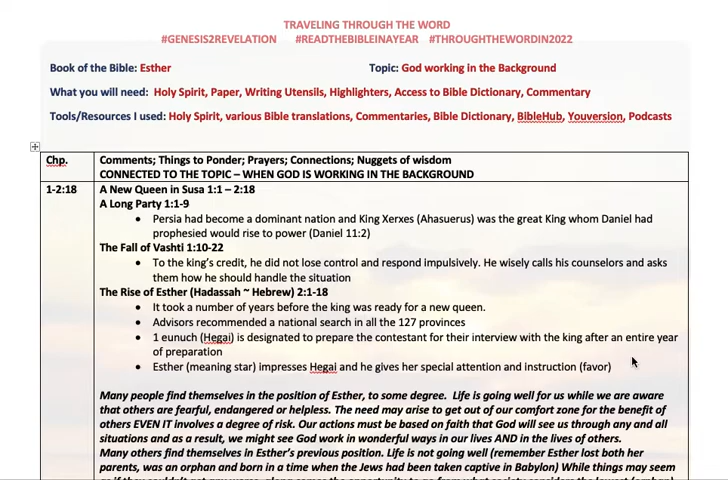 TRAVELING THROUGH THE WORD
#GENESIS2REVELATION #READTHEBIBLEINAYEAR #THROUGHTHEWORDIN2022
Book of the Bible: Esther Topic: God working in the Background
What you will need: Holy Spirit, Paper, Writing Utensils, Highlighters, Access to Bible Dictionary, Commentary
Tools/Resources I used: Holy Spirit, various Bible translations, Commentaries, Bible Dictionary, BibleHub, Youversion, Podcasts
Chp. Comments; Things to Ponder; Prayers; Connections; Nuggets of wisdom
CONNECTED TO THE TOPIC – WHEN GOD IS WORKING IN THE BACKGROUND
1-2:18 A New Queen in Susa 1:1 – 2:18
A Long Party 1:1-9
• Persia had become a dominant nation and King Xerxes (Ahasuerus) was the great King whom Daniel had
prophesied would rise to power (Daniel 11:2)
The Fall of Vashti 1:10-22
• To the king's credit, he did not lose control and respond impulsively. He wisely calls his counselors and asks
them how he should handle the situation
The Rise of Esther (Hadassah ~ Hebrew) 2:1-18
• It took a number of years before the king was ready for a new queen.
• Advisors recommended a national search in all the 127 provinces
• 1 eunuch (Hegai) is designated to prepare the contestant for their interview with the king after an entire year
of preparation
• Esther (meaning star) impresses Hegai and he gives her special attention and instruction (favor)
Many people find themselves in the position of Esther, to some degree. Life is going well for us while we are aware
that others are fearful, endangered or helpless. The need may arise to get out of our comfort zone for the benefit of
others EVEN IT involves a degree of risk. Our actions must be based on faith that God will see us through any and all
situations and as a result, we might see God work in wonderful ways in our lives AND in the lives of others.
Many others find themselves in Esther's previous position. Life is not going well (remember Esther lost both her
parents, was an orphan and born in a time when the Jews had been taken captive in Babylon) While things may seem